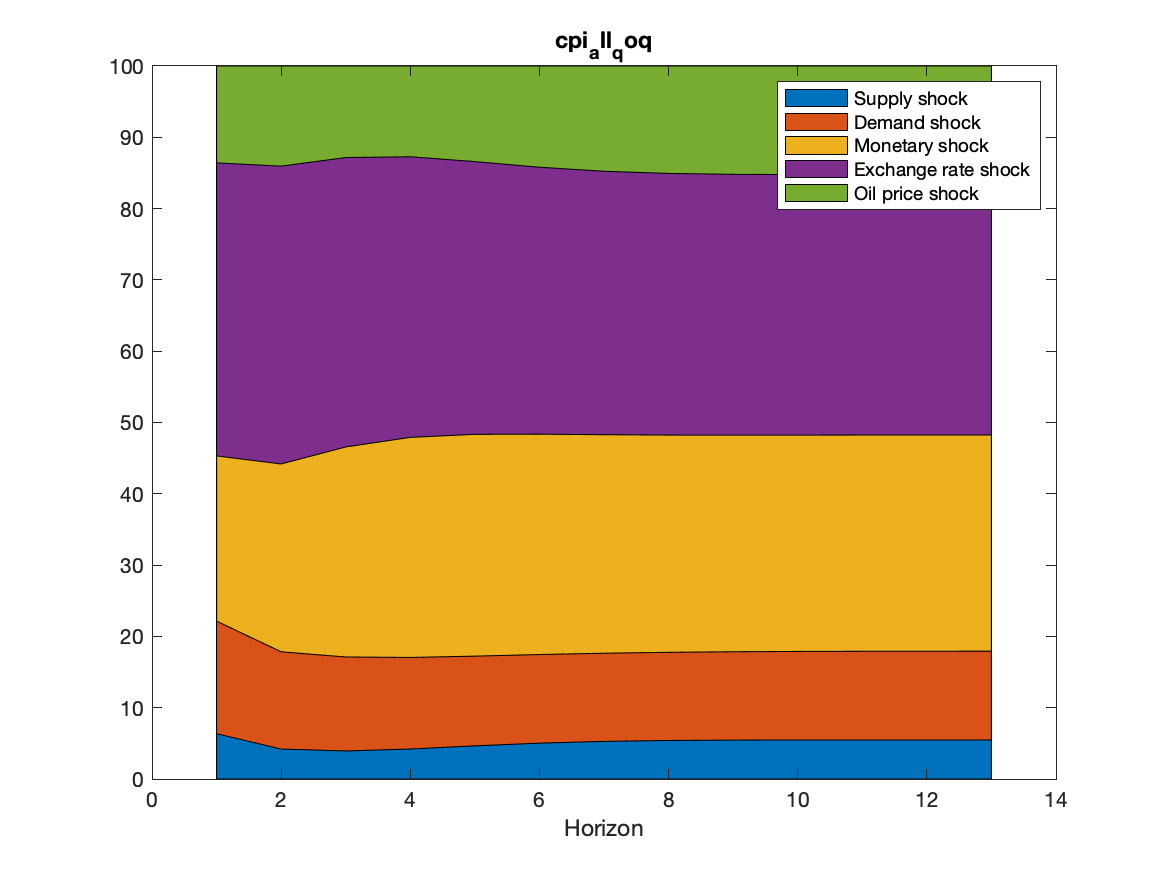 cpiallqoq
100
90
80
70
60
50
40
30
20
10
0
Supply shock
Demand shock
Monetary shock
Exchange rate shock
Oil price shock
0 2 4 6 8 10 12 14
Horizon